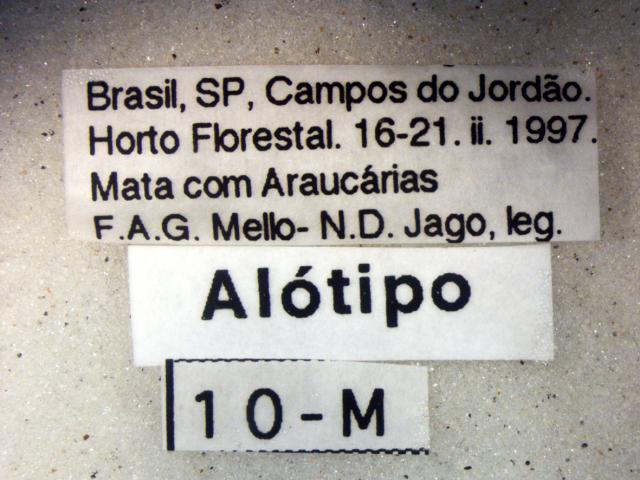 Brasil, SP, Campos do Jordão.
Horto Florestal. 16-21. ii. 1997.
Mata com Araucárias
F.A.G. Mello- N.D. Jago, leg.
Alótipo
10-M